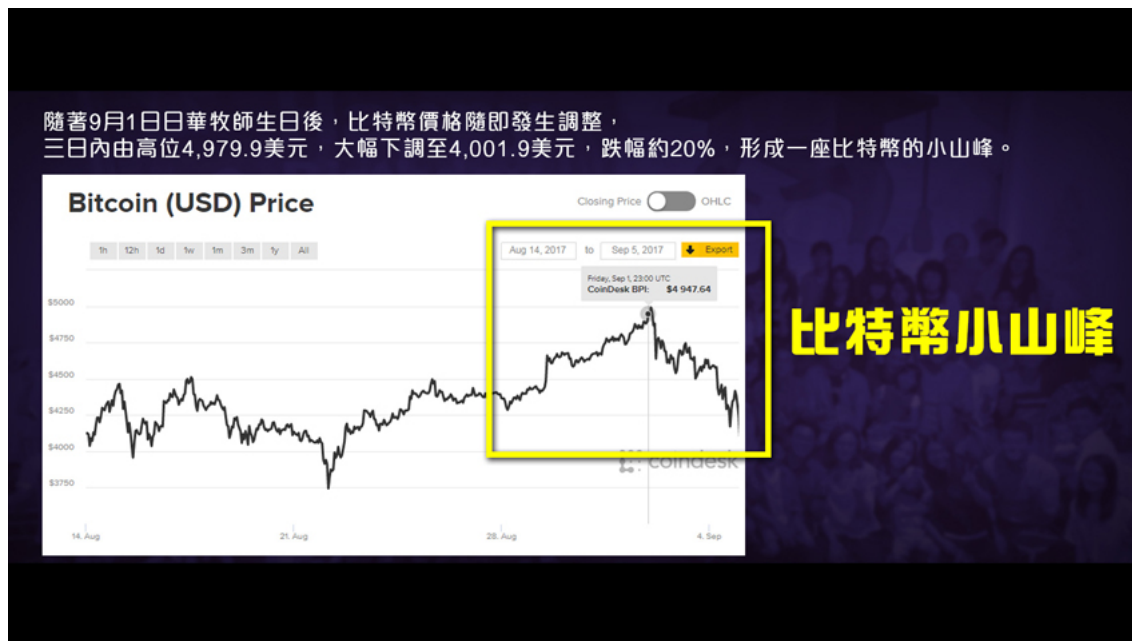 隨著9月1日日華牧師生日後，比特幣價格隨即發生調整，
三日內由高位4,979.9美元，大幅下調至4,001.9美元，跌幅約20%，形成一座比特幣的小山峰。
Bitcoin (USD) Price
Closing Price OHLC
1h 12h 1d 1w 1m 3m 1y All
Aug 14, 2017 to Sep 5, 2017 Export
Friday, Sep 1, 23:00 UTC
CoinDesk BPI: $4 947.64
$5000
$4750
$4500
$4250
$4000
$3750
比特幣小山峰
coindesk
14. Aug 21. Aug 28. Aug 4. Sep